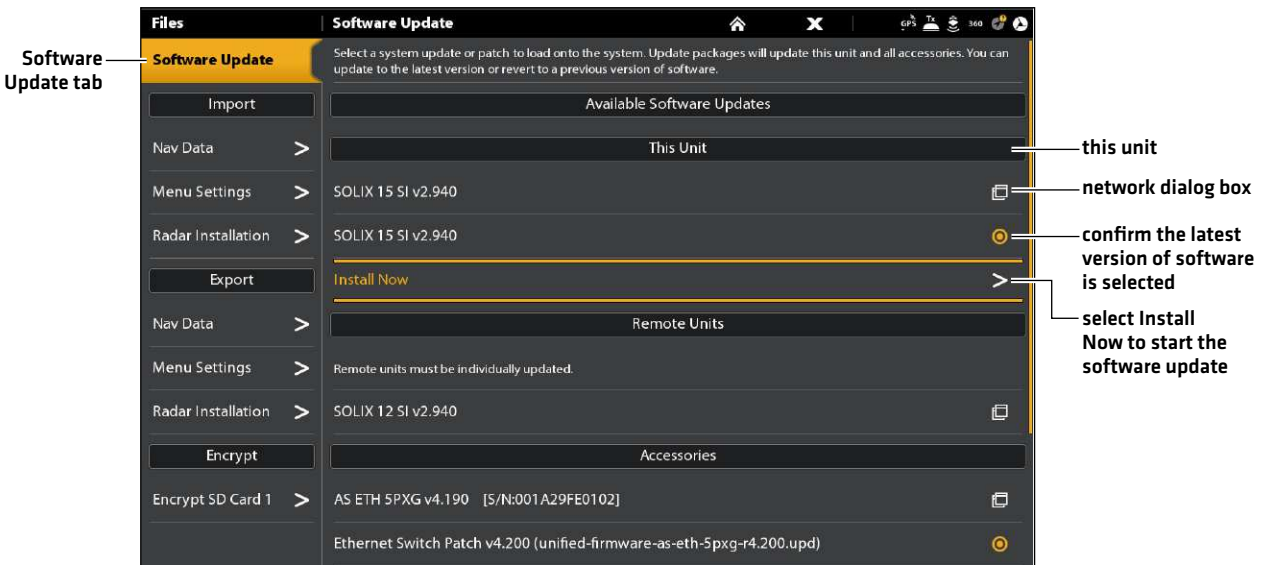 Files
Software Update
GPS Tx 360
Software
Update tab
Software Update
Select a system update or patch to load onto the system. Update packages will update this unit and all accessories. You can
update to the latest version or revert to a previous version of software.
Import
Available Software Updates
Nav Data
This Unit
this unit
Menu Settings
SOLIX 15 SI v2.940
network dialog box
Radar Installation
SOLIX 15 SI v2.940
confirm the latest
version of software
is selected
Export
Install Now
select Install
Now to start the
software update
Nav Data
Remote Units
Menu Settings
Remote units must be individually updated.
Radar Installation
SOLIX 12 SI v2.940
Encrypt
Accessories
Encrypt SD Card 1
AS ETH 5PXG v4.190 [S/N:001A29FE0102]
Ethernet Switch Patch v4.200 (unified-firmware-as-eth-5pxg-r4.200.upd)